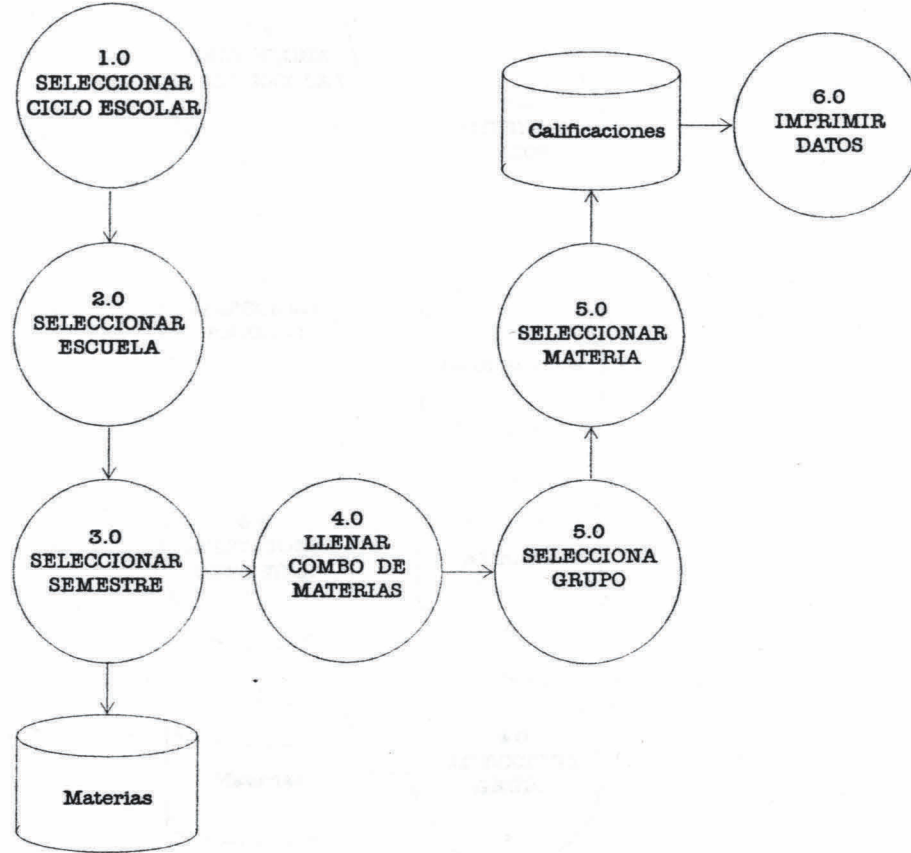 1.0
SELECCIONAR
CICLO ESCOLAR
2.0
SELECCIONAR
ESCUELA
3.0
SELECCIONAR
SEMESTRE
Materias
4.0
LLENAR
COMBO DE
MATERIAS
5.0
SELECCIONA
GRUPO
5.0
SELECCIONAR
MATERIA
Calificaciones
6.0
IMPRIMIR
DATOS